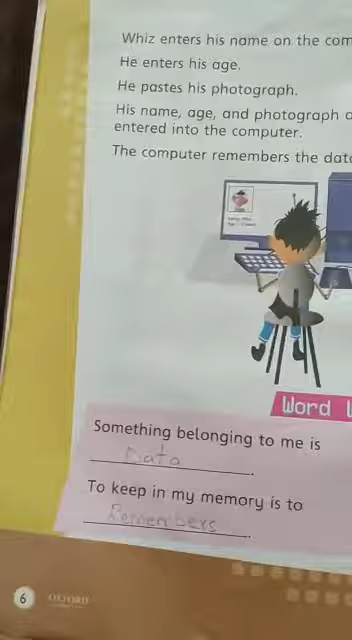 Whiz enters his name on the com
He enters his age.
He pastes his photograph.
His name, age, and photograph a
entered into the computer.
The computer remembers the data
Word
Something belonging to me is
Data
To keep in my memory is to
Remembers
6
OXFORD